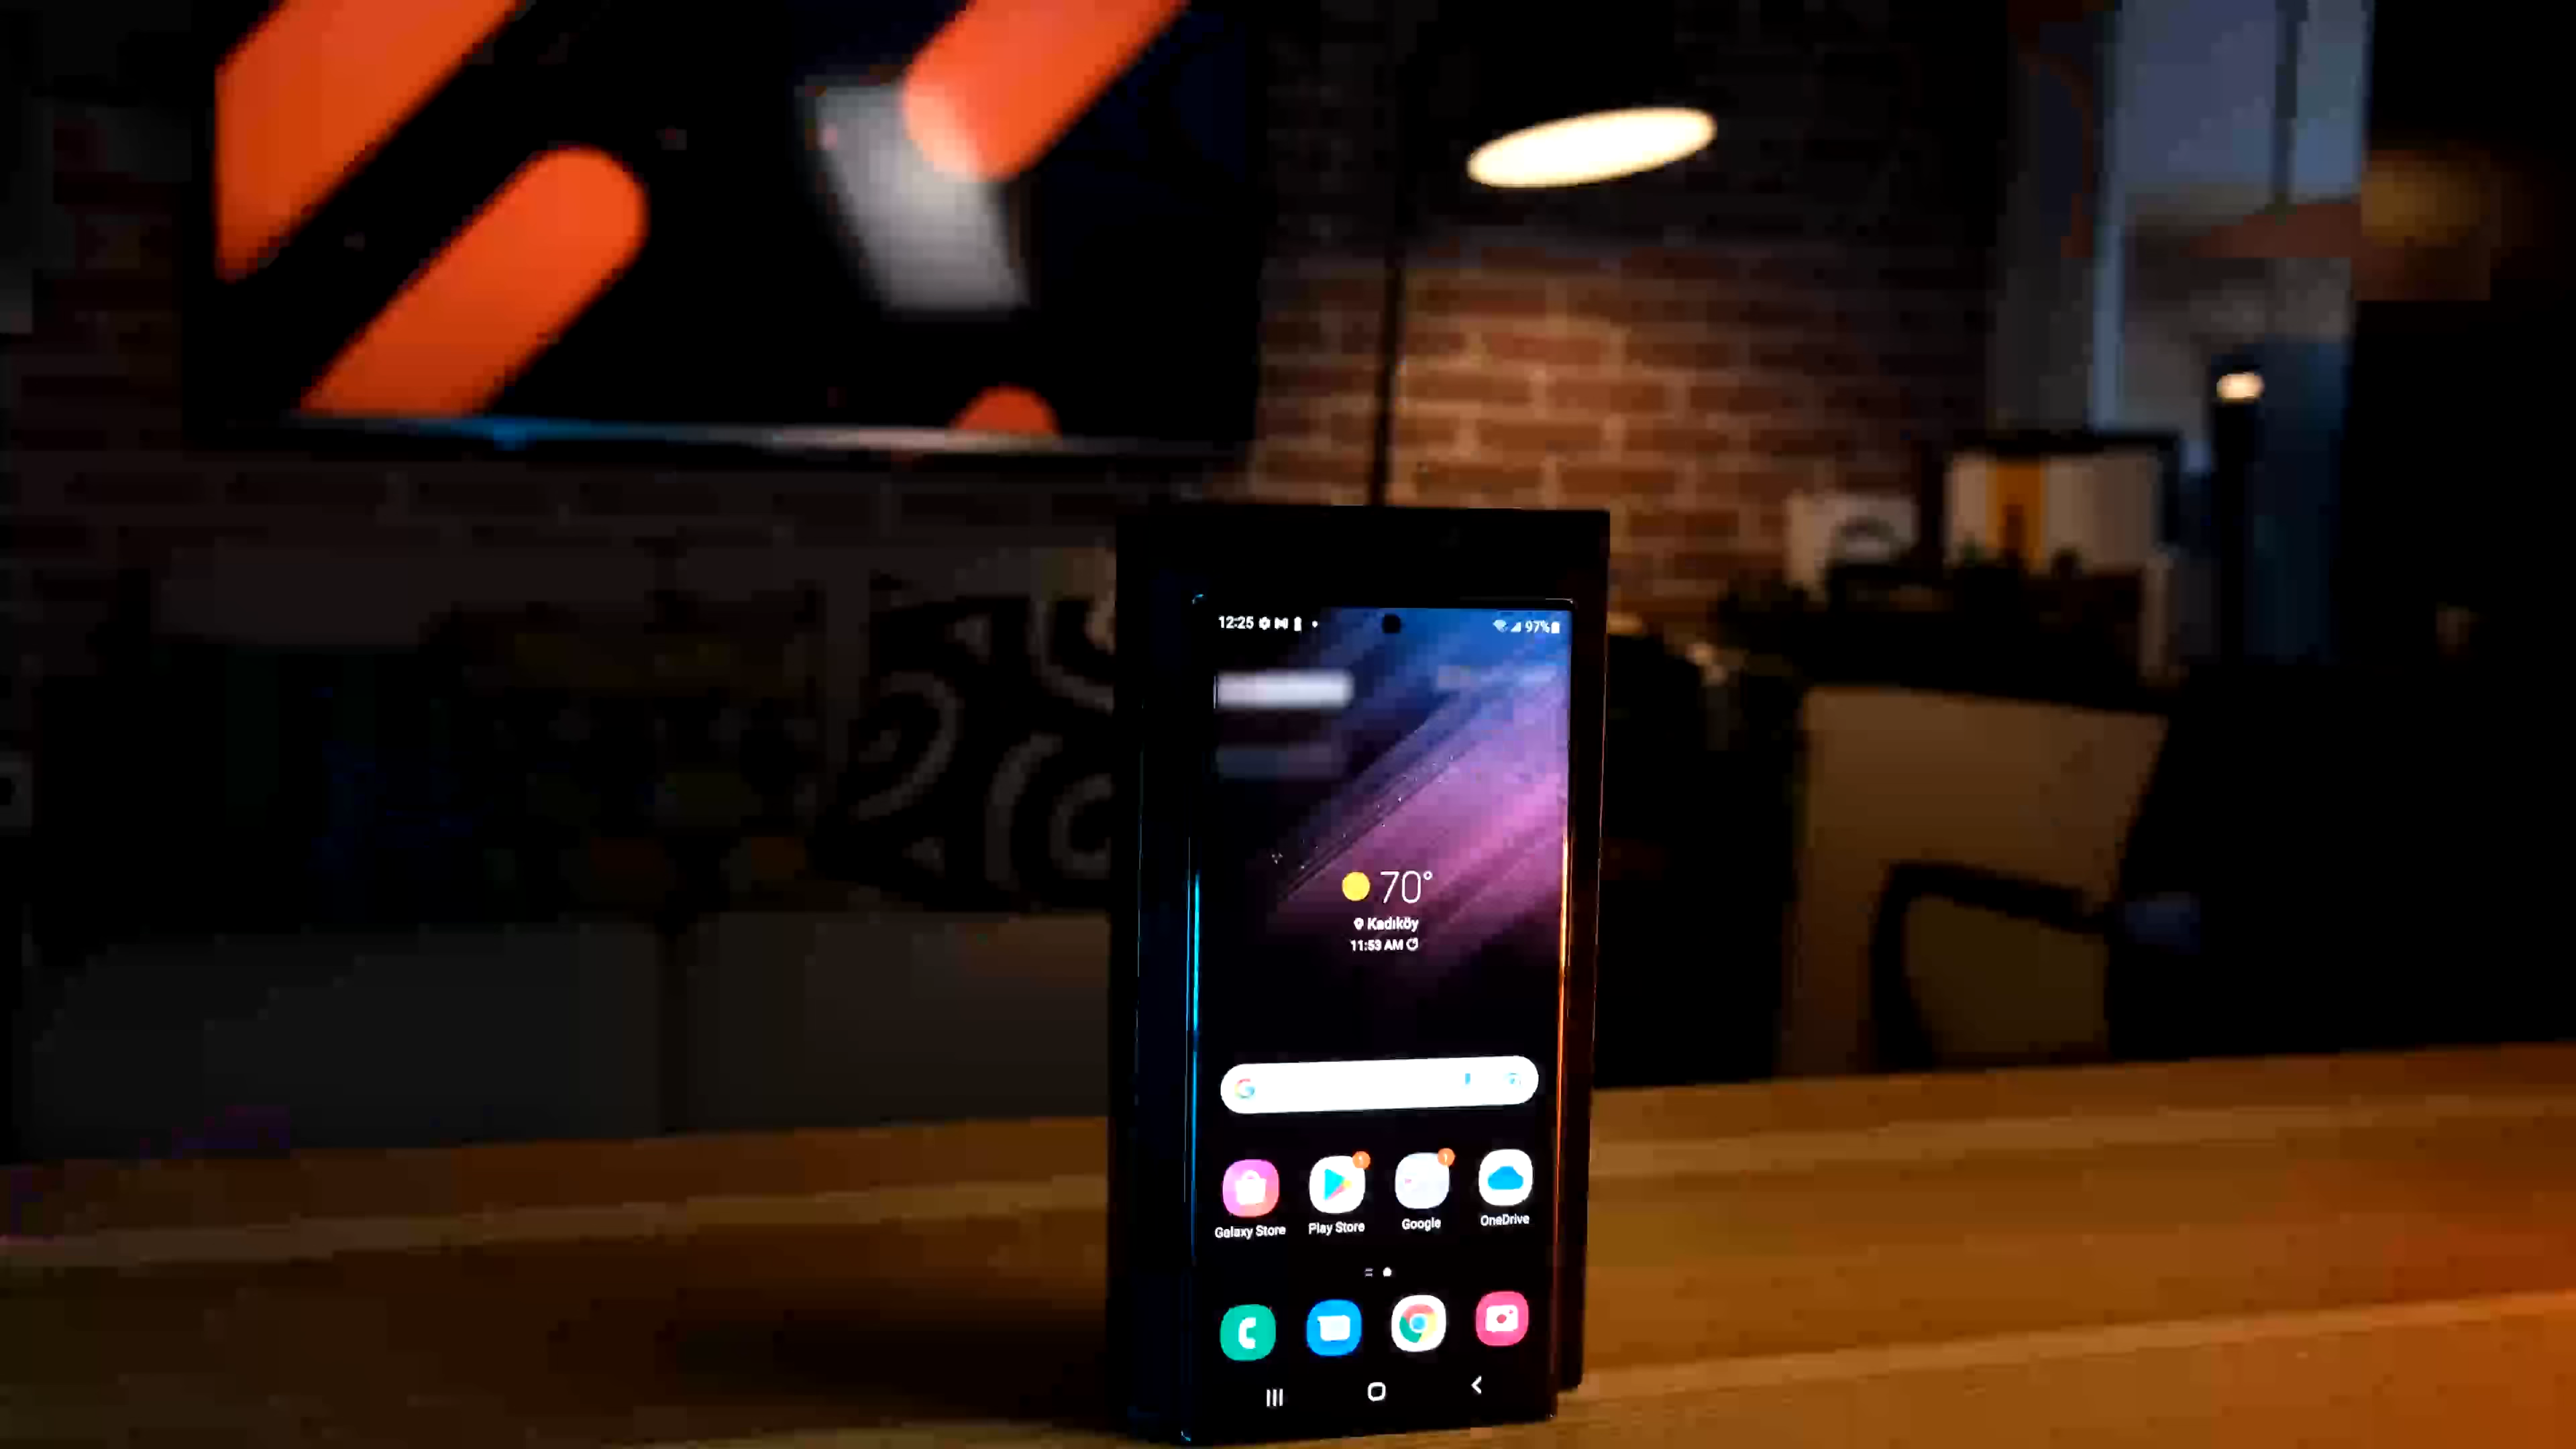 12:25
97%
70°
Kadıköy
11:53 AM
Galaxy Store
Play Store
Google
OneDrive